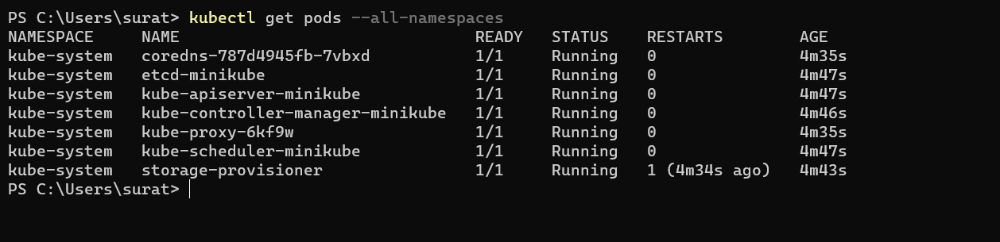 PS C:\Users\surat> kubectl get pods --all-namespaces
NAMESPACE     NAME                               READY   STATUS    RESTARTS        AGE
kube-system   coredns-787d4945fb-7vbxd           1/1     Running   0               4m35s
kube-system   etcd-minikube                      1/1     Running   0               4m47s
kube-system   kube-apiserver-minikube            1/1     Running   0               4m47s
kube-system   kube-controller-manager-minikube   1/1     Running   0               4m46s
kube-system   kube-proxy-6kf9w                   1/1     Running   0               4m35s
kube-system   kube-scheduler-minikube            1/1     Running   0               4m47s
kube-system   storage-provisioner                1/1     Running   1 (4m34s ago)   4m43s
PS C:\Users\surat>